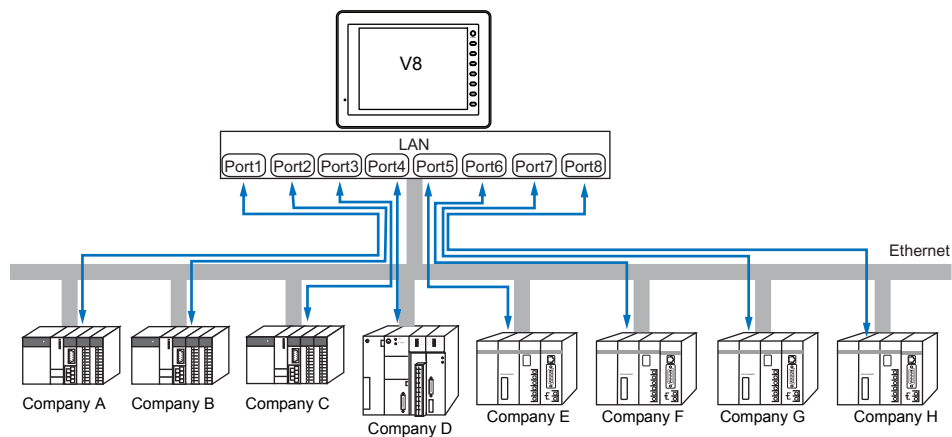 V8
LAN
Port1 Port2 Port3 Port4 Port5 Port6 Port7 Port8
Ethernet
Company A Company B Company C Company D Company E Company F Company G Company H